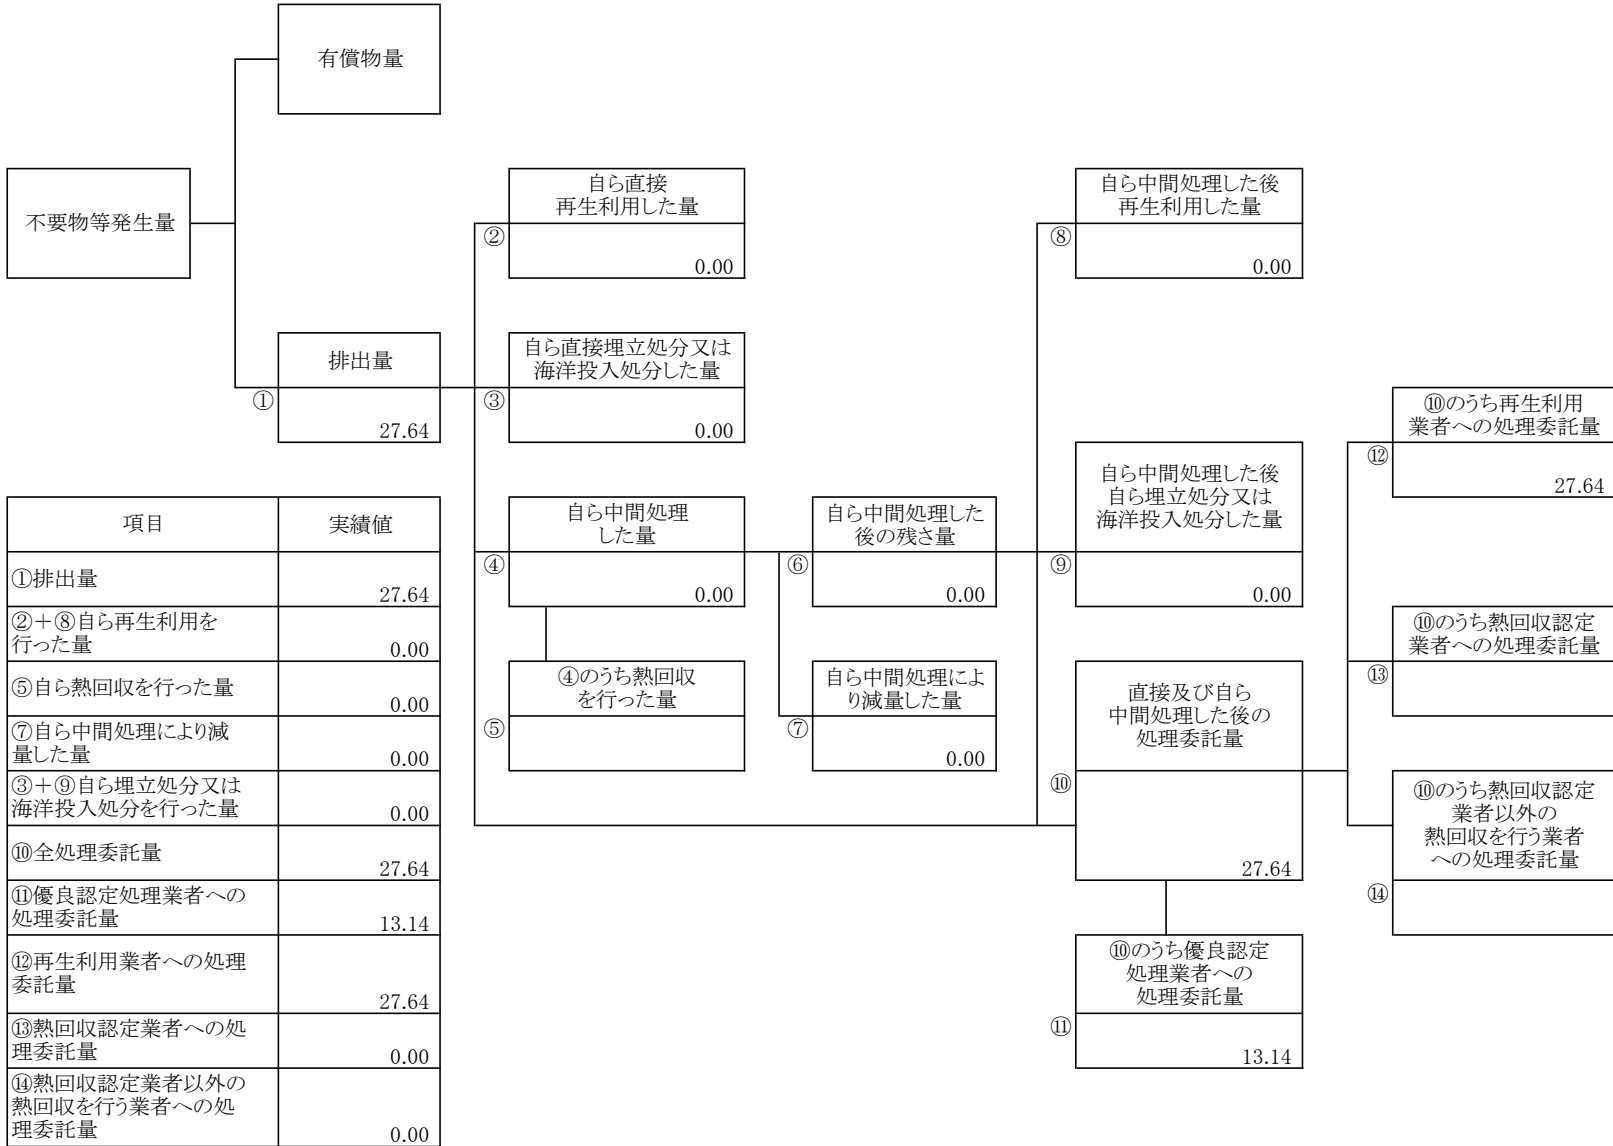 有償物量
不要物等発生量
自ら直接
再生利用した量
②
0.00
自ら中間処理した後
再生利用した量
⑧
0.00
排出量
①
27.64
自ら直接埋立処分又は
海洋投入処分した量
③
0.00
⑩のうち再生利用
業者への処理委託量
⑫
27.64
自ら中間処理
した量
④
0.00
自ら中間処理した
後の残さ量
⑥
0.00
自ら中間処理した後
自ら埋立処分又は
海洋投入処分した量
⑨
0.00
⑩のうち熱回収認定
業者への処理委託量
⑬
④のうち熱回収
を行った量
⑤
自ら中間処理によ
り減量した量
⑦
0.00
直接及び自ら
中間処理した後の
処理委託量
⑩
27.64
⑩のうち熱回収認定
業者以外の
熱回収を行う業者
への処理委託量
⑭
⑩のうち優良認定
処理業者への
処理委託量
⑪
13.14
項目 実績値
①排出量 27.64
②＋⑧自ら再生利用を
行った量 0.00
⑤自ら熱回収を行った量 0.00
⑦自ら中間処理により減
量した量 0.00
③＋⑨自ら埋立処分又は
海洋投入処分を行った量 0.00
⑩全処理委託量 27.64
⑪優良認定処理業者への
処理委託量 13.14
⑫再生利用業者への処理
委託量 27.64
⑬熱回収認定業者への処
理委託量 0.00
⑭熱回収認定業者以外の
熱回収を行う業者への処
理委託量 0.00